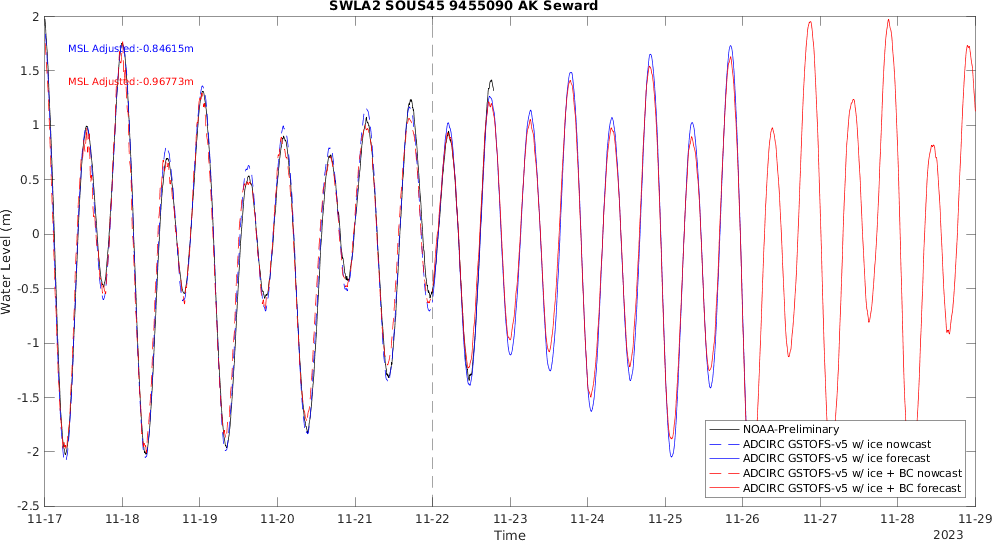 SWLA2 SOUS45 9455090 AK Seward
MSL Adjusted:-0.84615m
MSL Adjusted:-0.96773m
Water Level (m)
2
1.5
1
0.5
0
-0.5
-1
-1.5
-2
-2.5
NOAA-Preliminary
ADCIRC GSTOFS-v5 w/ ice nowcast
ADCIRC GSTOFS-v5 w/ ice forecast
ADCIRC GSTOFS-v5 w/ ice + BC nowcast
ADCIRC GSTOFS-v5 w/ ice + BC forecast
11-17 11-18 11-19 11-20 11-21 11-22 11-23 11-24 11-25 11-26 11-27 11-28 11-29
Time
2023